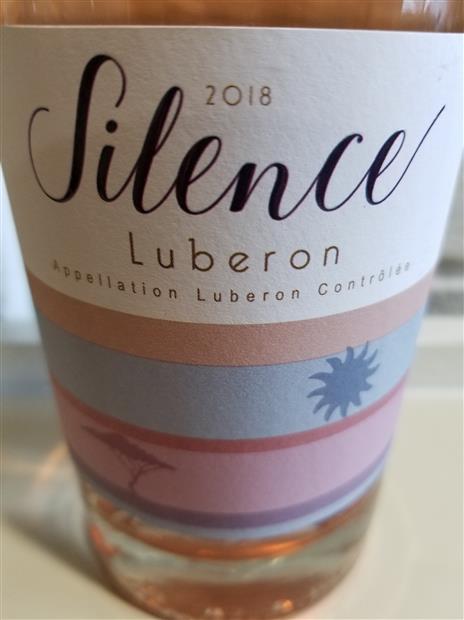 2018
Silence
Luberon
Appellation Luberon Contrôlée